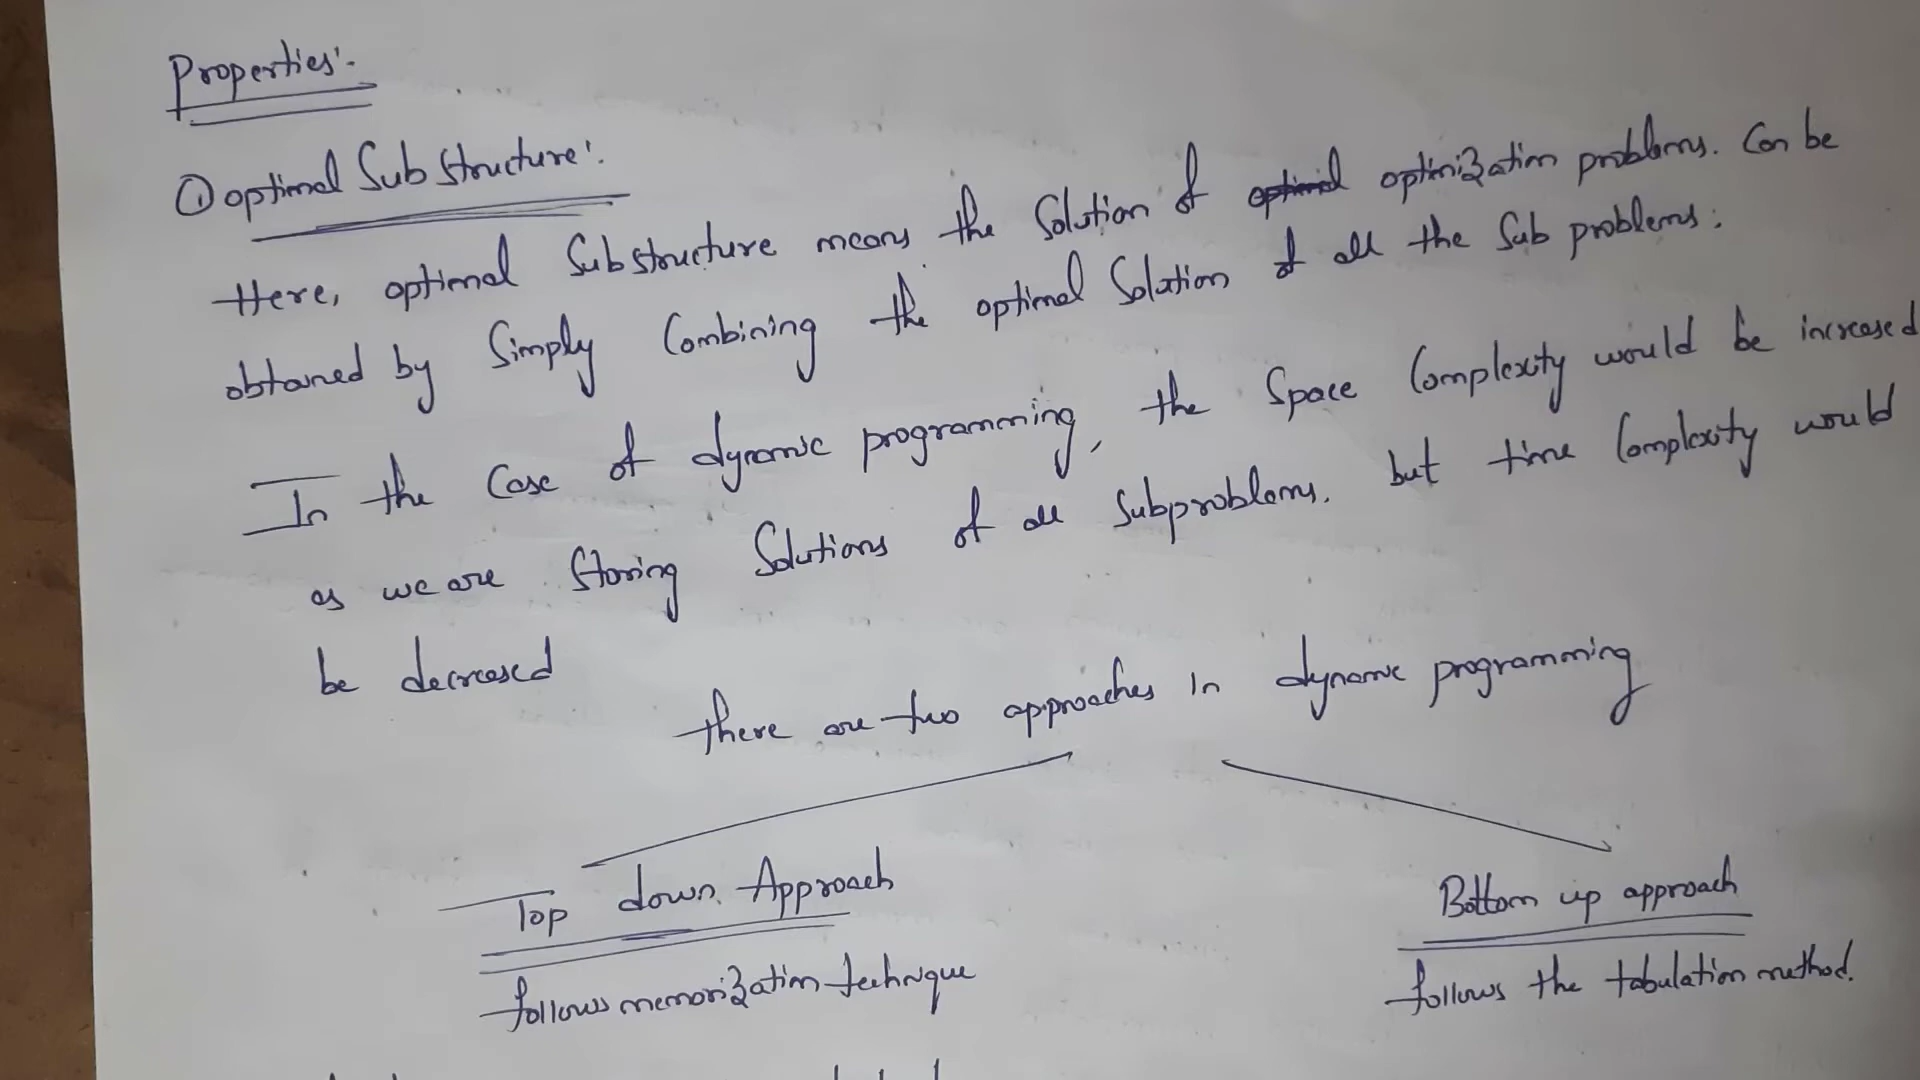 Properties:-
① optimal Sub structure:
Here, optimal Substructure means the Solution of optimal optimization problems. Can be
obtained by Simply Combining the optimal Solution of all the Sub problems:
In the Case of dynamic programming, the Space Complexity would be increased
as we are Storing Solutions of all Subproblems. but time Complexity would
be decreased
there are two approaches in dynamic programming
Top down Approach Bottom up approach
follows memorization technique follows the tabulation method.